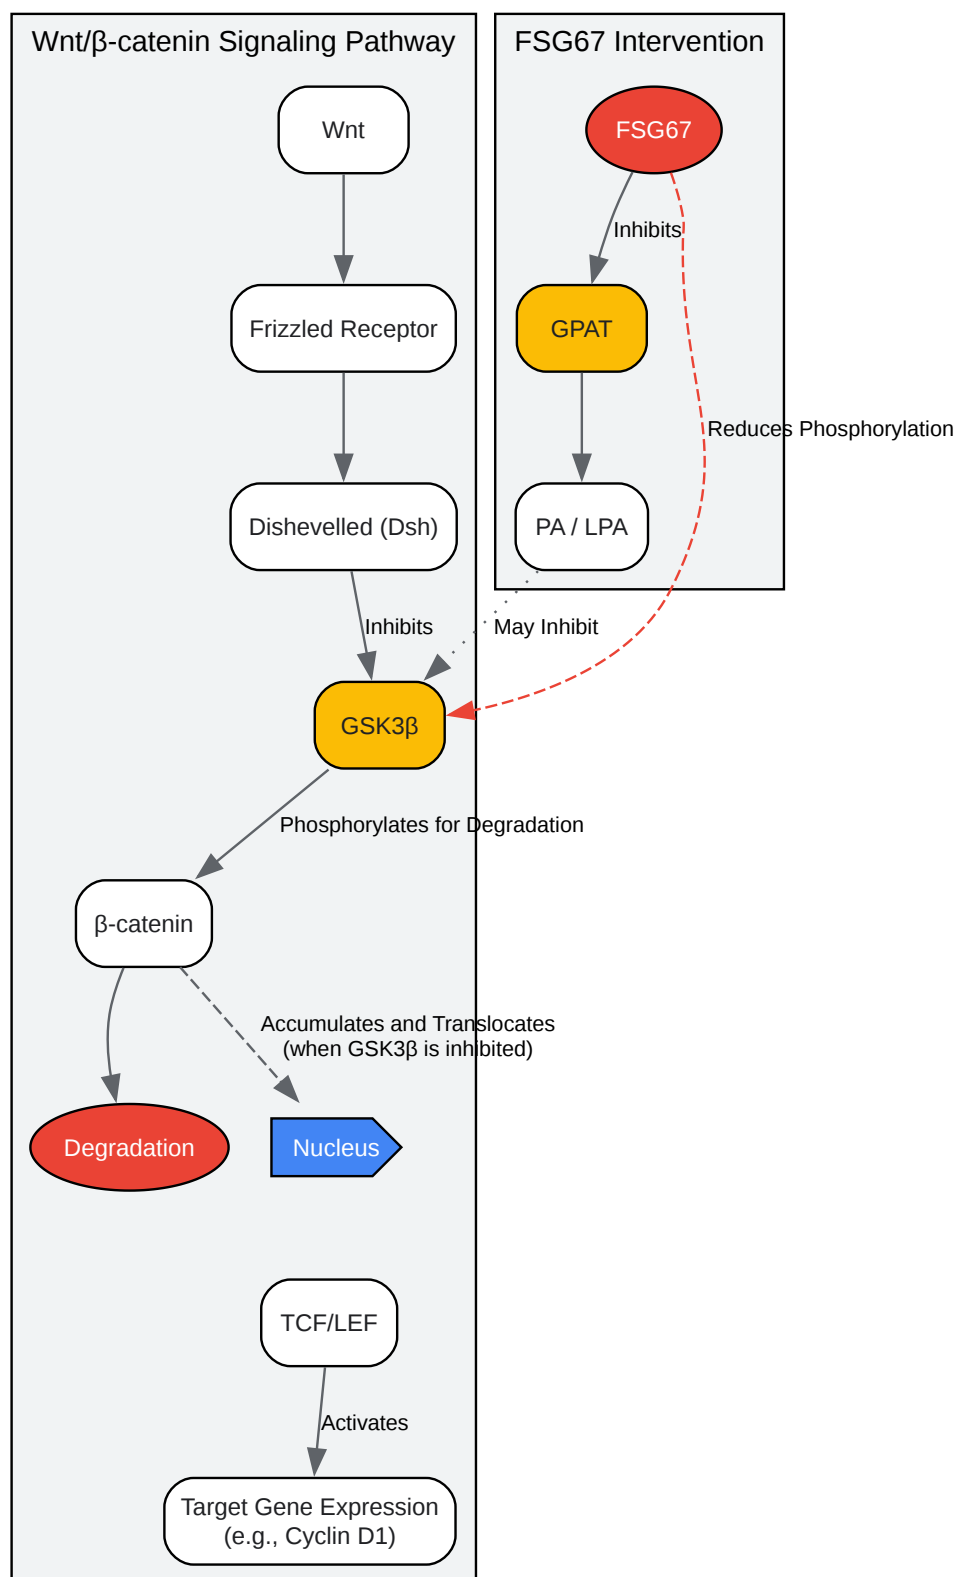 Wnt/β-catenin Signaling Pathway
FSG67 Intervention
Wnt
FSG67
Inhibits
Frizzled Receptor
GPAT
Reduces Phosphorylation
Dishevelled (Dsh)
PA / LPA
Inhibits
May Inhibit
GSK3β
Phosphorylates for Degradation
β-catenin
Accumulates and Translocates
(when GSK3β is inhibited)
Degradation
Nucleus
TCF/LEF
Activates
Target Gene Expression
(e.g., Cyclin D1)